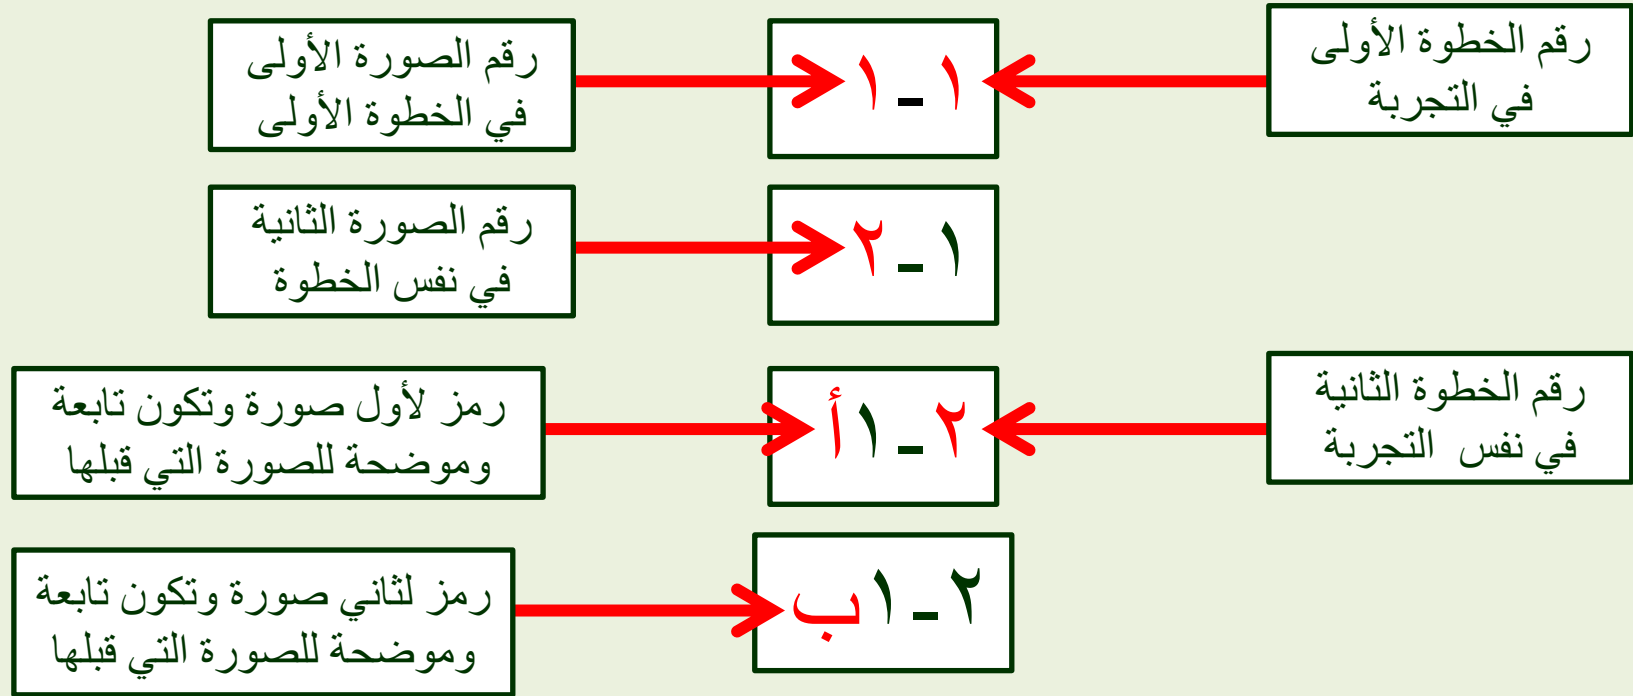 رقم الخطوة الأولى
في التجربة
١ - ١
رقم الصورة الأولى
في الخطوة الأولى
١ - ٢
رقم الصورة الثانية
في نفس الخطوة
رقم الخطوة الثانية
في نفس التجربة
٢ - ١ أ
رمز لأول صورة وتكون تابعة
وموضحة للصورة التي قبلها
٢ - ١ ب
رمز لثاني صورة وتكون تابعة
وموضحة للصورة التي قبلها